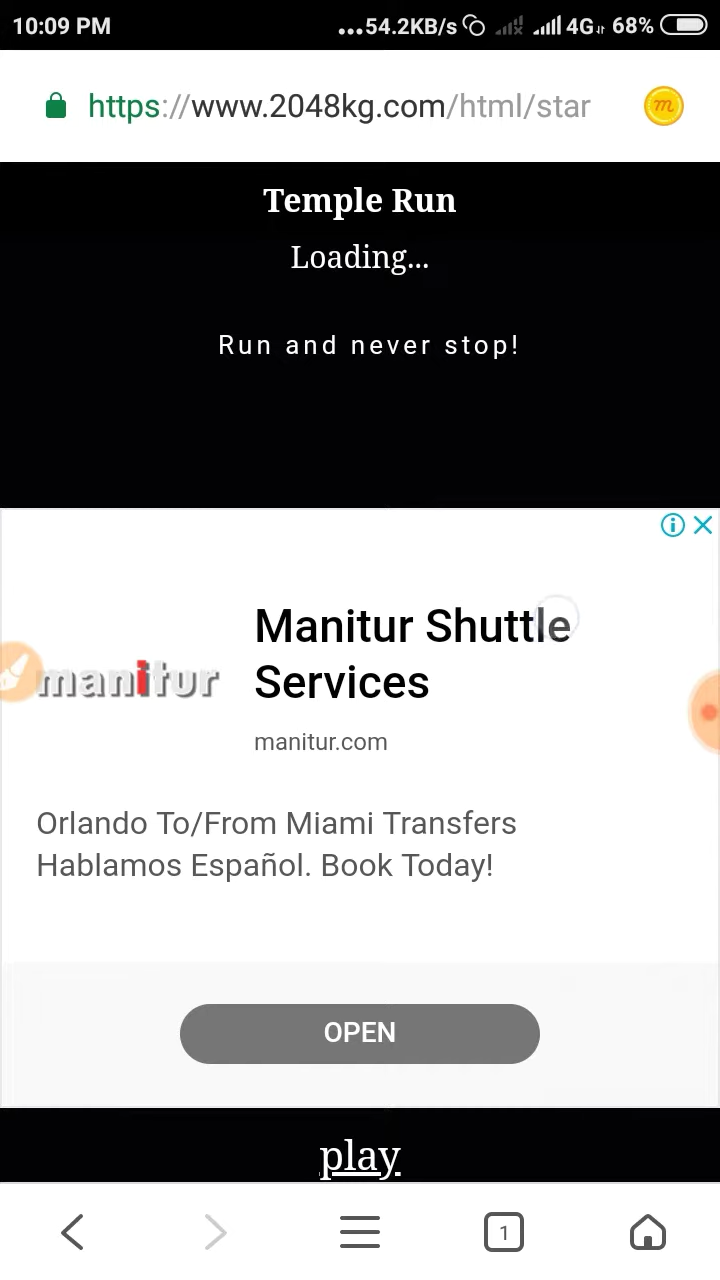 10:09 PM
...54.2KB/s 4G 68%
https://www.2048kg.com/html/star
m
Temple Run
Loading...
Run and never stop!
manitur
Manitur Shuttle
Services
manitur.com
Orlando To/From Miami Transfers
Hablamos Español. Book Today!
OPEN
play
1